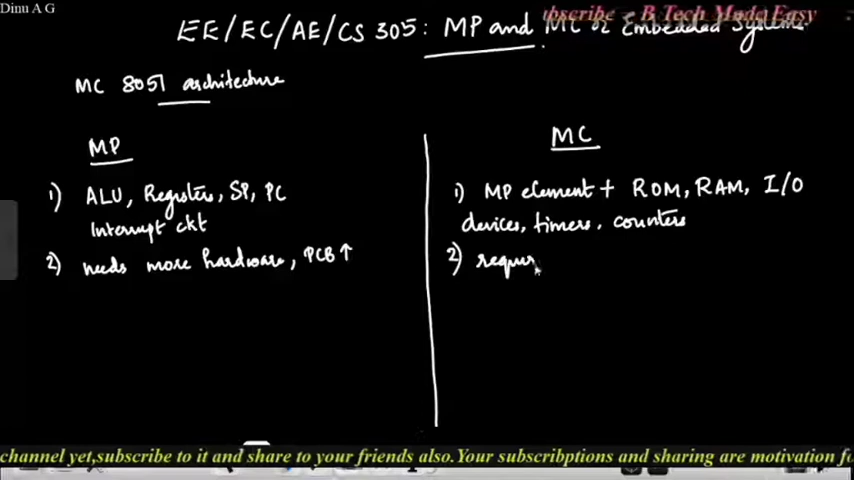 Dinu A G
bscribe - B Tech Made Easy
EE/EC/AE/CS 305: MP and MC & Embedded Systems
MC 8051 architecture
MP
1) ALU, Registers, SP, PC
Interrupt ckt
2) needs more hardware, PCB↑
MC
1) MP element + ROM, RAM, I/O
devices, timers, counters
2) requr
channel yet,subscribe to it and share to your friends also.Your subscribptions and sharing are motivation fo